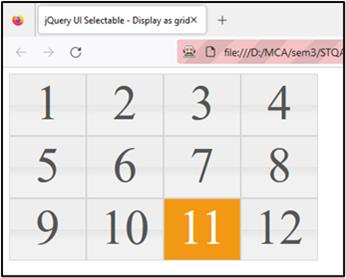 jQuery UI Selectable - Display as grid
file:///D:/MCA/sem3/STQA
1 2 3 4
5 6 7 8
9 10 11 12